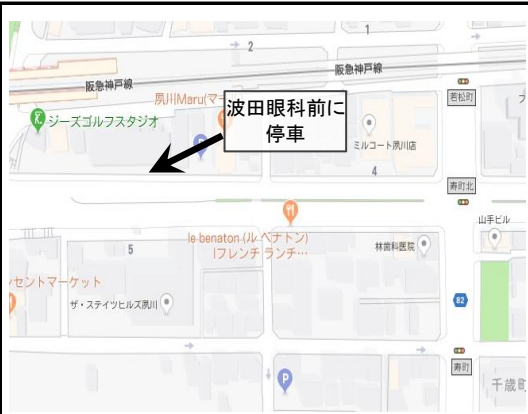 1
2
阪急神戸線
阪急神戸線
夙川Maru(マー
波田眼科前に
停車
若松町
ジーズゴルフスタジオ
P
ミルコート夙川店
4
寿町北
山手ビル
le benaton (ル ベナトン)
|フレンチ ランチ…
5
林歯科医院
センセントマーケット
ザ・ステイツヒルズ夙川
82
寿町
P
千歳町